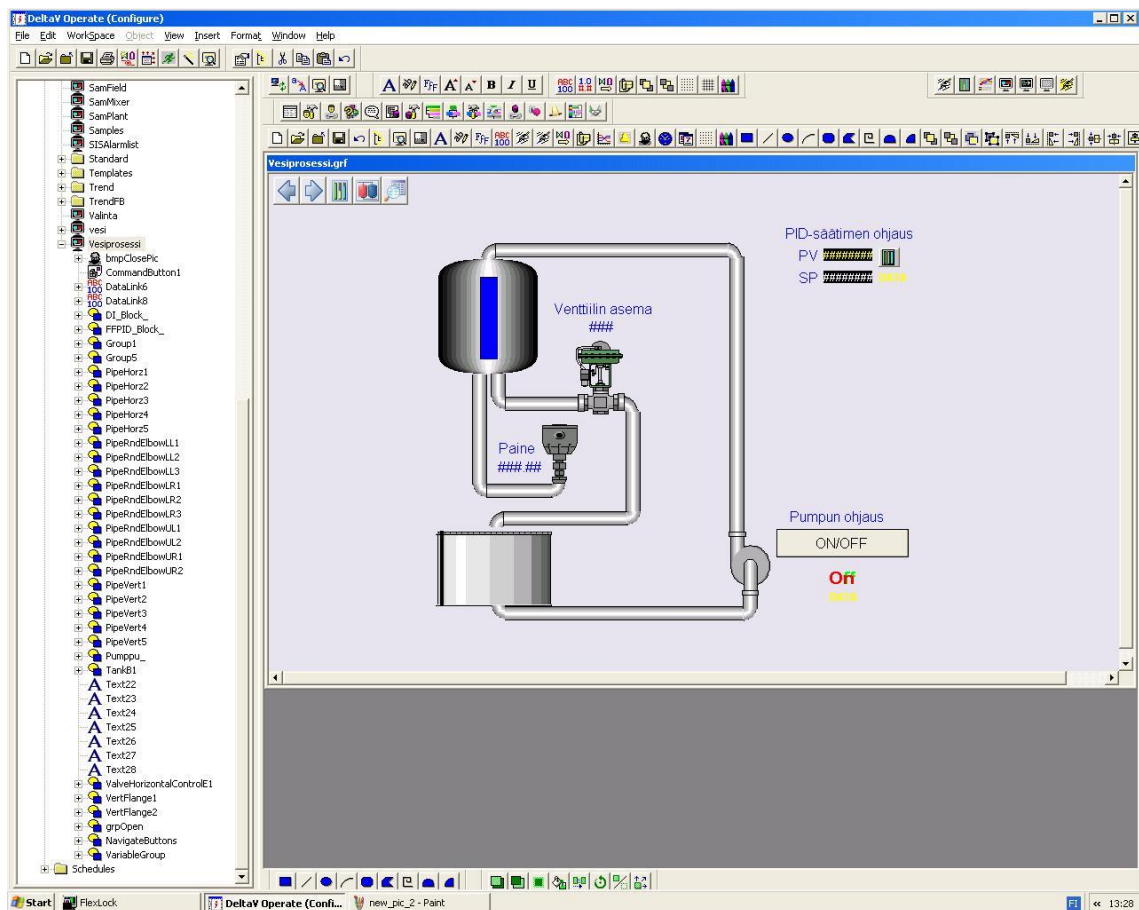 DeltaV Operate (Configure)
File Edit WorkSpace Object View Insert Format Window Help
SamField
SamMixer
SamPlant
Samples
SISAlarmlist
Standard
Templates
Trend
TrendFB
Valinta
vesi
Vesiprosessi
bmpClosePic
CommandButton1
DataLink6
DataLink8
DI_Block_
FFPID_Block_
Group1
Group5
PipeHorz1
PipeHorz2
PipeHorz3
PipeHorz4
PipeHorz5
PipeRndElbowLL1
PipeRndElbowLL2
PipeRndElbowLL3
PipeRndElbowLR1
PipeRndElbowLR2
PipeRndElbowLR3
PipeRndElbowUL1
PipeRndElbowUL2
PipeRndElbowUR1
PipeRndElbowUR2
PipeVert1
PipeVert2
PipeVert3
PipeVert4
PipeVert5
Pumppu_
TankB1
Text22
Text23
Text24
Text25
Text26
Text27
Text28
ValveHorizontalControlE1
VertFlange1
VertFlange2
grpOpen
NavigateButtons
VariableGroup
Schedules
Vesiprosessi.grf
PID-säätimen ohjaus
PV ########
SP ######## DATA
Venttiilin asema
###
Paine
###.##
Pumpun ohjaus
ON/OFF
Off
DATA
Start FlexLock DeltaV Operate (Confi... new_pic_2 - Paint FI « 13:28